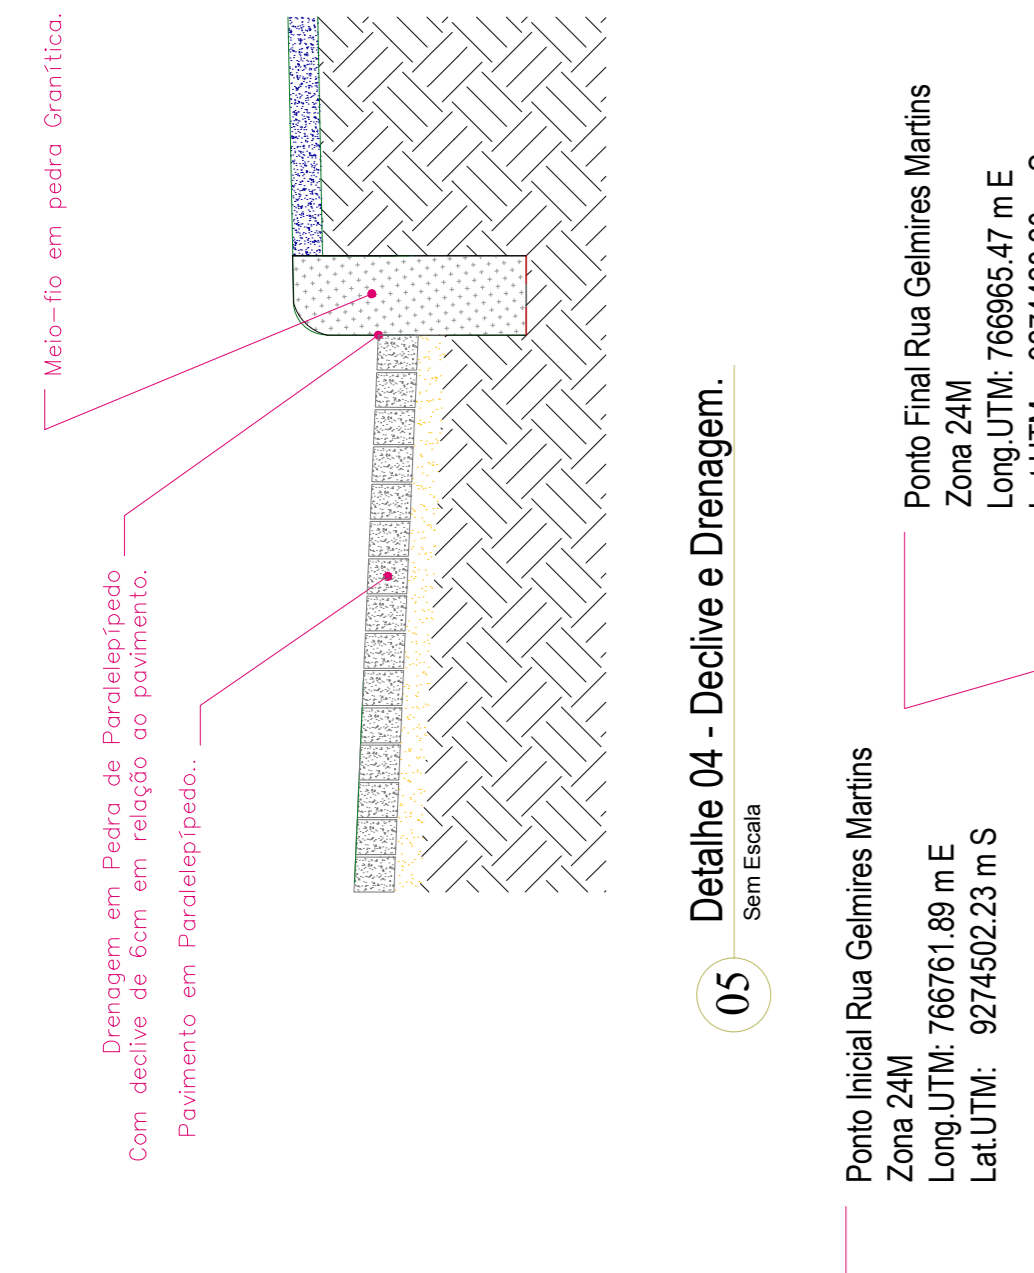 Meio-fio em pedra Granítica.
Drenagem em Pedra de Paralelepípedo
Com declive de 6cm em relação ao pavimento.
Pavimento em Paralelepípedo..
05
Detalhe 04 - Declive e Drenagem.
Sem Escala
Ponto Inicial Rua Gelmires Martins
Zona 24M
Long.UTM: 766761.89 m E
Lat.UTM: 9274502.23 m S
Ponto Final Rua Gelmires Martins
Zona 24M
Long.UTM: 766965.47 m E